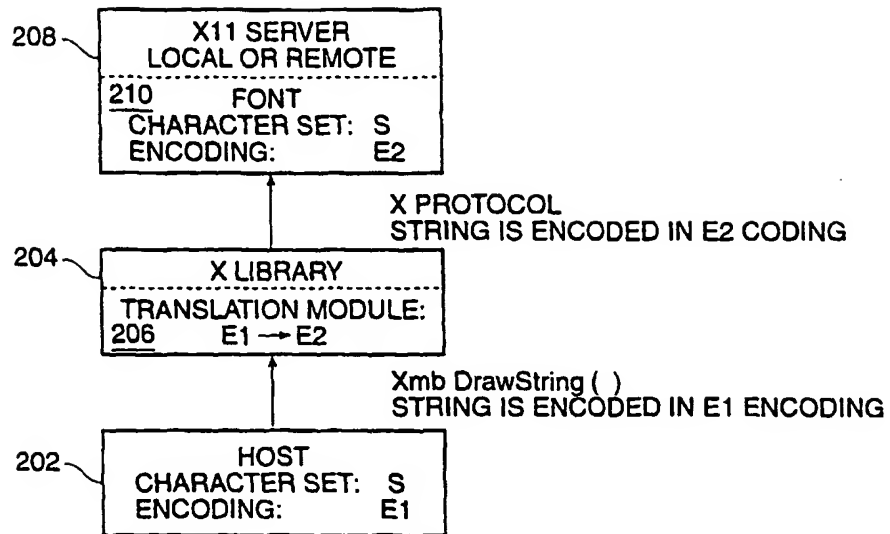 208
X11 SERVER
LOCAL OR REMOTE
210 FONT
CHARACTER SET: S
ENCODING: E2
X PROTOCOL
STRING IS ENCODED IN E2 CODING
204
X LIBRARY
TRANSLATION MODULE:
206 E1 → E2
Xmb DrawString ( )
STRING IS ENCODED IN E1 ENCODING
202
HOST
CHARACTER SET: S
ENCODING: E1